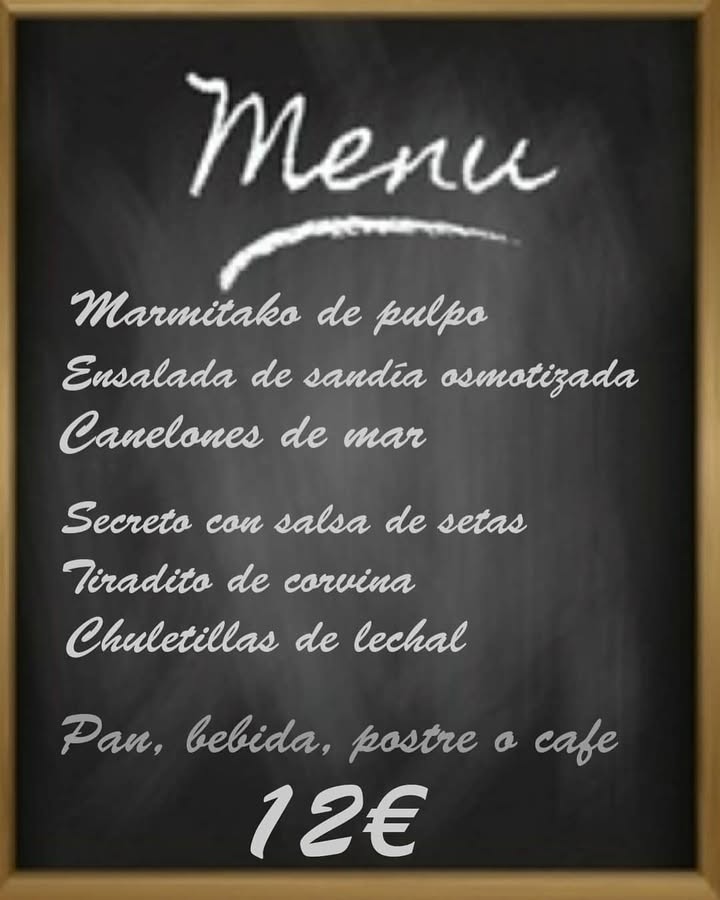 Menu
Marmitako de pulpo
Ensalada de sandía osmotizada
Canelones de mar
Secreto con salsa de setas
Tiradito de corvina
Chuletillas de lechal
Pan, bebida, postre o cafe
12€